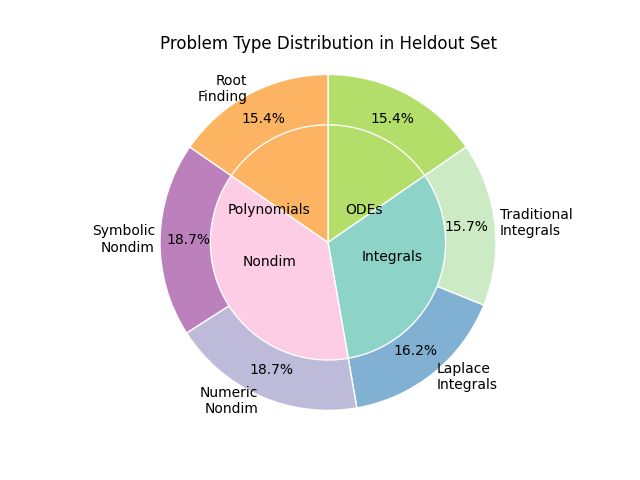 Problem Type Distribution in Heldout Set
Root
Finding
15.4%
15.4%
Polynomials
ODEs
Traditional
Integrals
15.7%
Symbolic
Nondim
18.7%
Nondim
Integrals
18.7%
16.2%
Numeric
Nondim
Laplace
Integrals